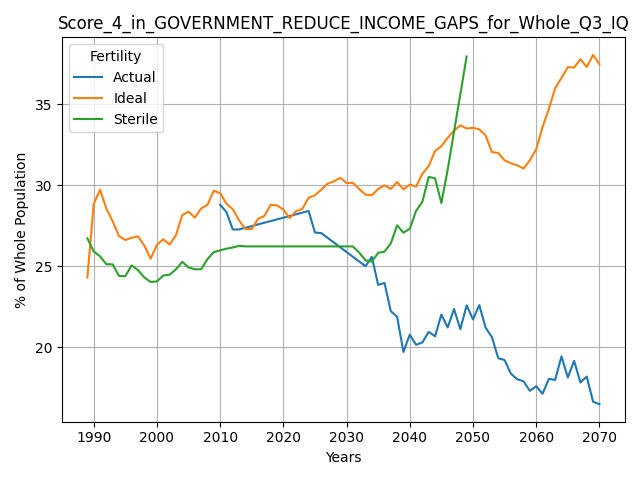 Score_4_in_GOVERNMENT_REDUCE_INCOME_GAPS_for_Whole_Q3_IQ
Fertility
Actual
Ideal
Sterile
% of Whole Population
35
30
25
20
1990 2000 2010 2020 2030 2040 2050 2060 2070
Years